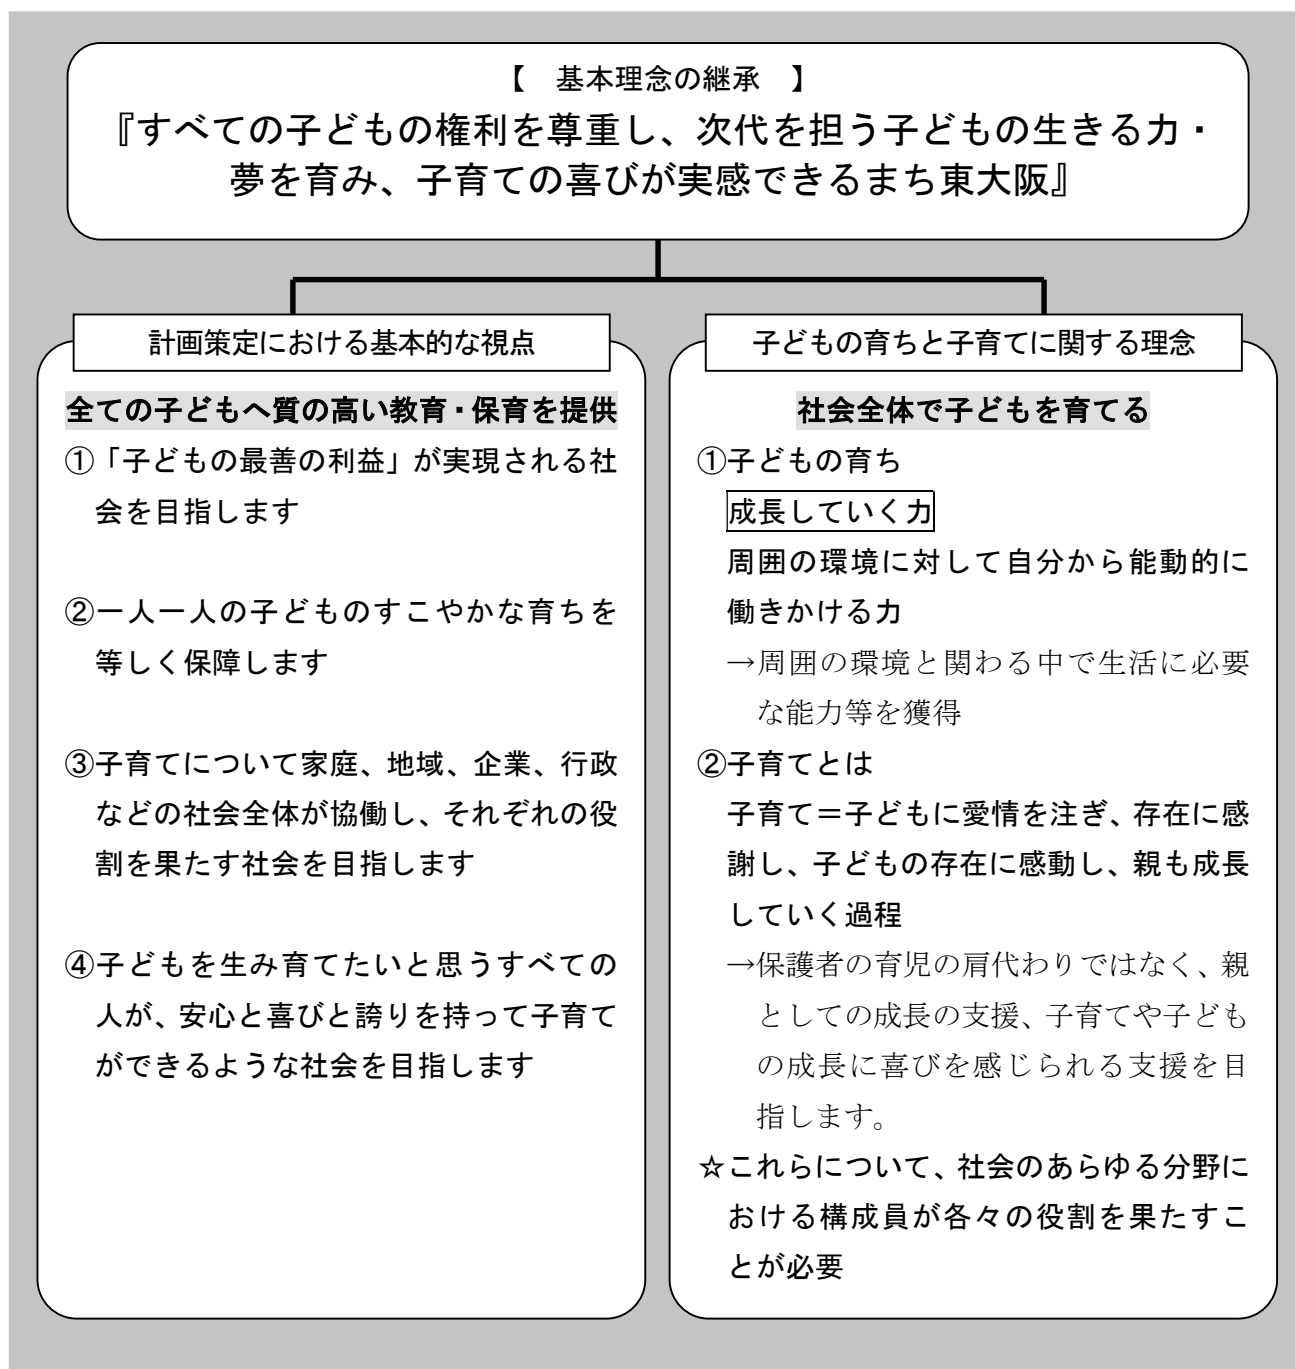 【　基本理念の継承　】
『すべての子どもの権利を尊重し、次代を担う子どもの生きる力・
夢を育み、子育ての喜びが実感できるまち東大阪』
計画策定における基本的な視点
全ての子どもへ質の高い教育・保育を提供
①「子どもの最善の利益」が実現される社
会を目指します
②一人一人の子どものすこやかな育ちを
等しく保障します
③子育てについて家庭、地域、企業、行政
などの社会全体が協働し、それぞれの役
割を果たす社会を目指します
④子どもを生み育てたいと思うすべての
人が、安心と喜びと誇りを持って子育て
ができるような社会を目指します
子どもの育ちと子育てに関する理念
社会全体で子どもを育てる
①子どもの育ち
成長していく力
周囲の環境に対して自分から能動的に
働きかける力
→周囲の環境と関わる中で生活に必要
な能力等を獲得
②子育てとは
子育て＝子どもに愛情を注ぎ、存在に感
謝し、子どもの存在に感動し、親も成長
していく過程
→保護者の育児の肩代わりではなく、親
としての成長の支援、子育てや子ども
の成長に喜びを感じられる支援を目
指します。
☆これらについて、社会のあらゆる分野に
おける構成員が各々の役割を果たすこ
とが必要